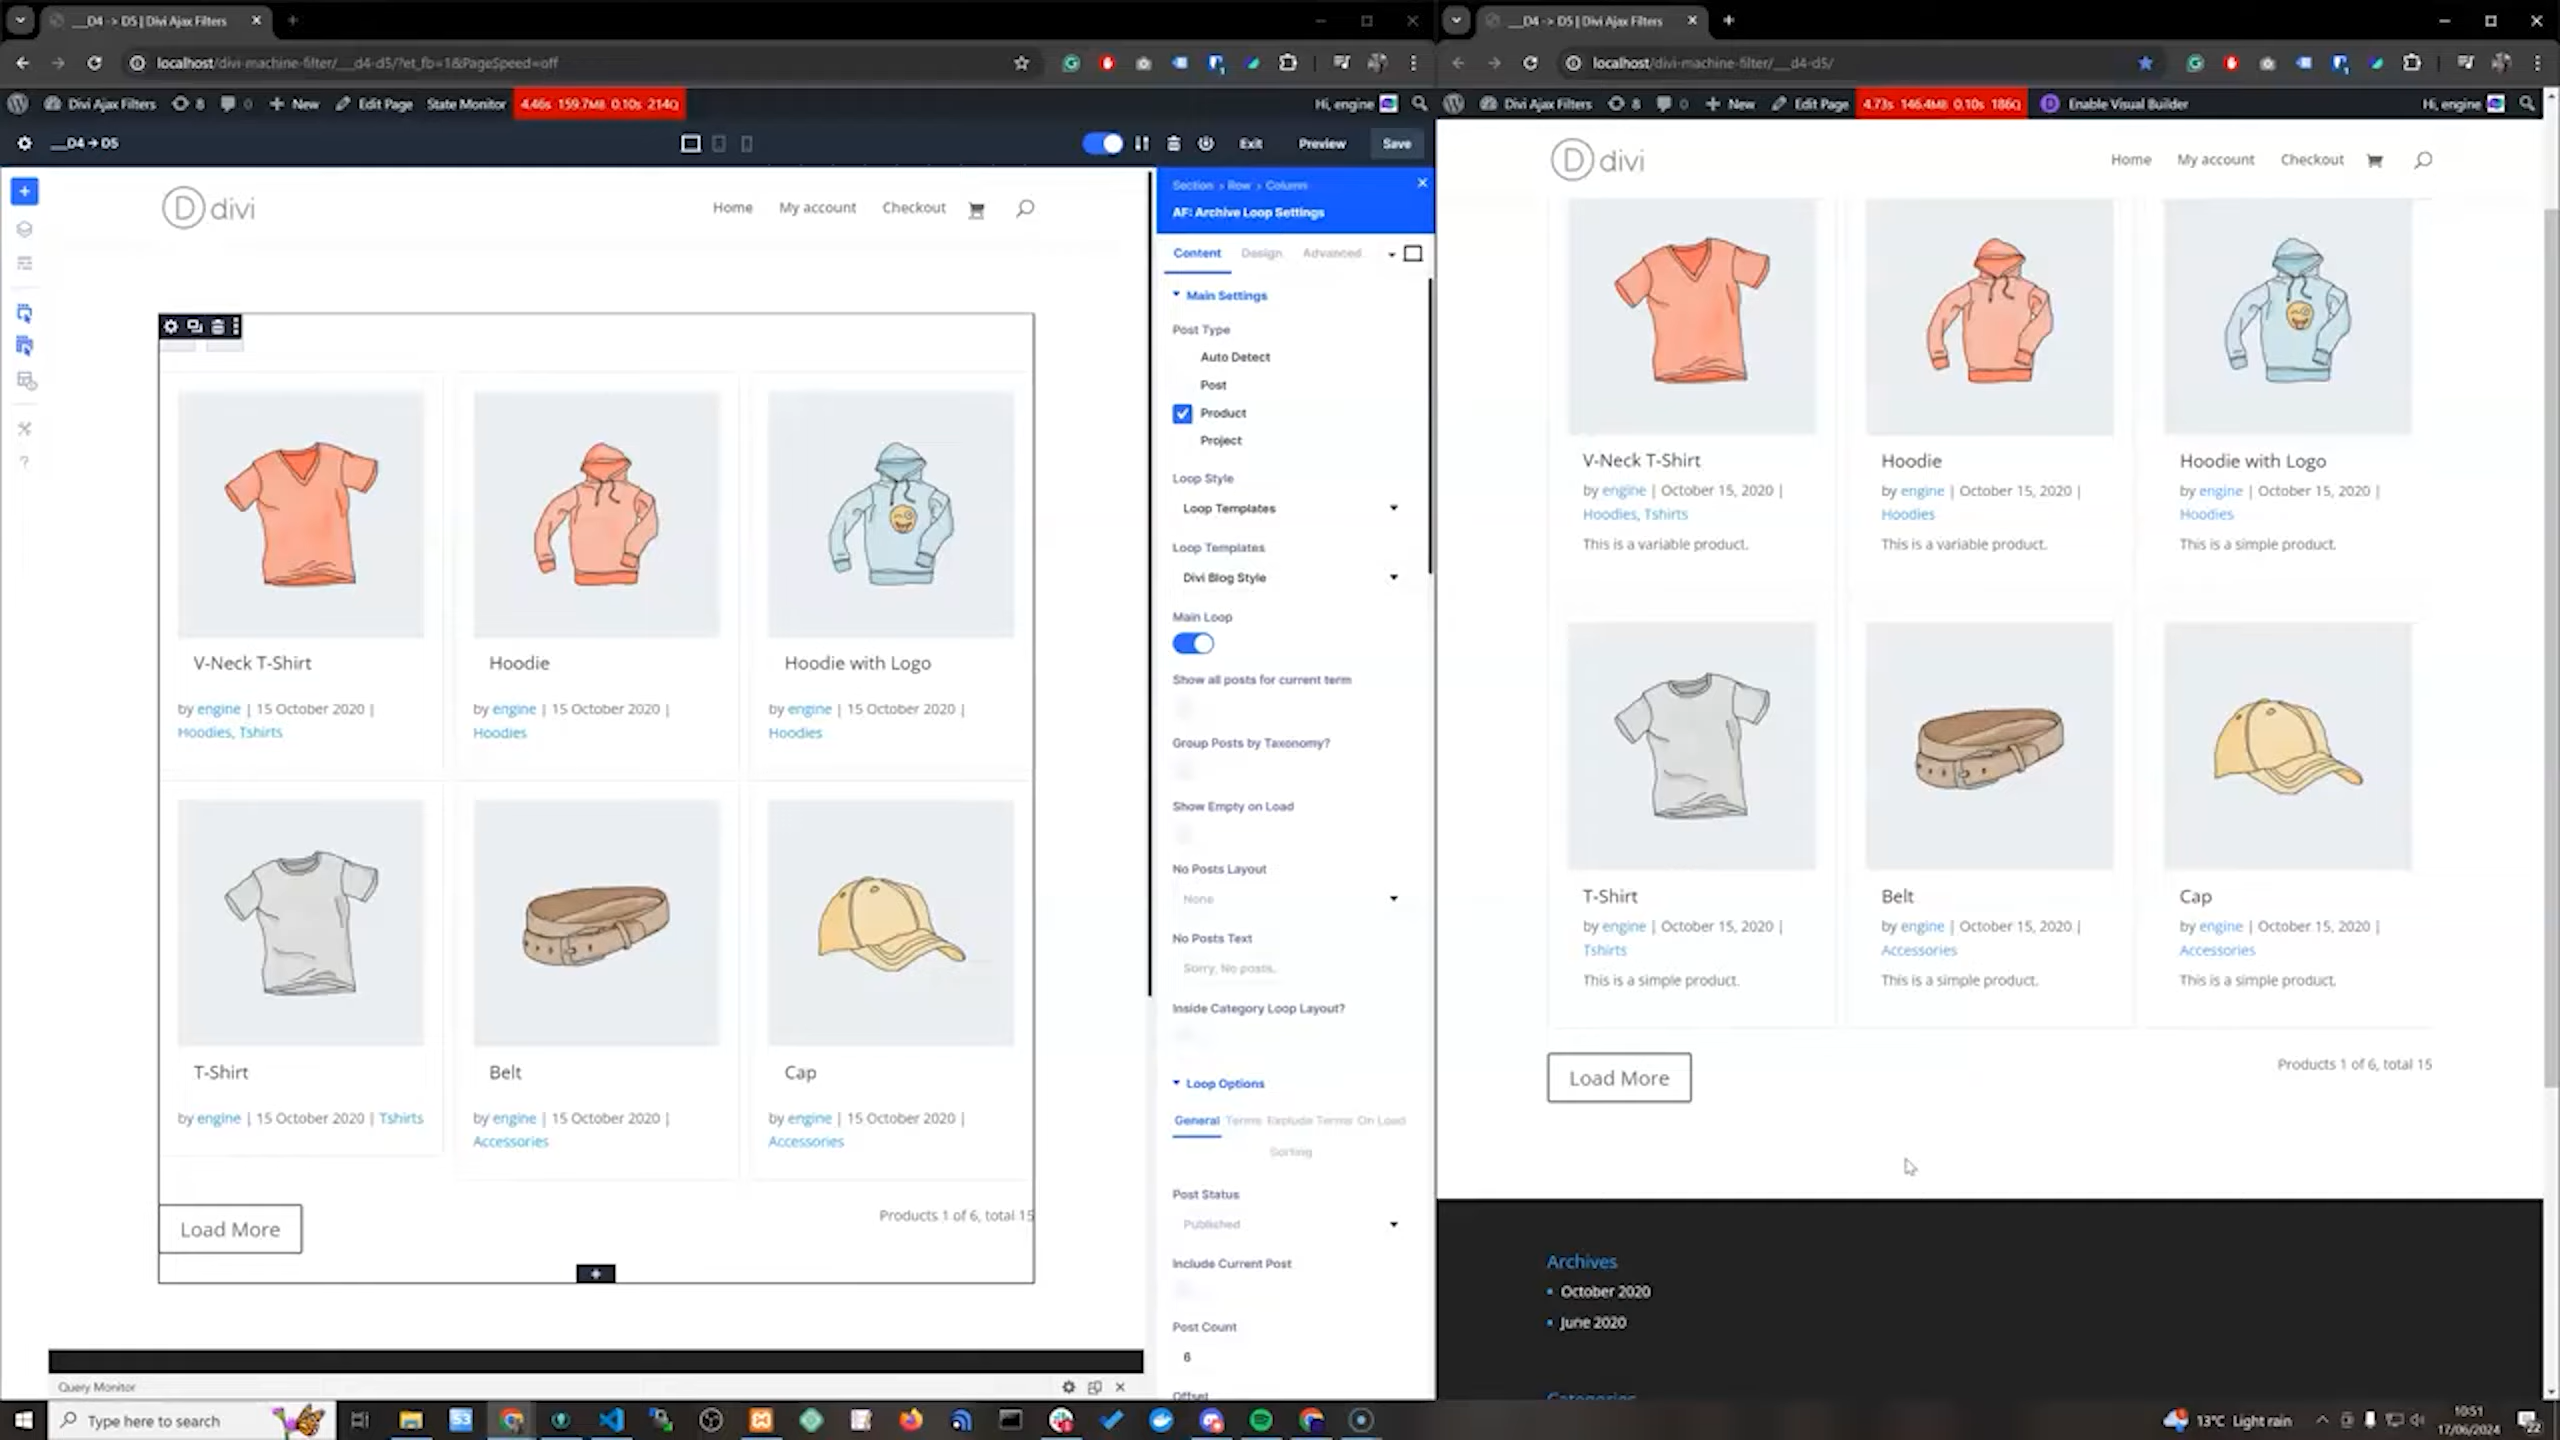 __D4 -> D5 | Divi Ajax Filters
localhost/divi-machine-filter/__d4-d5/?et_fb=1&PageSpeed=off
Divi Ajax Filters 8 0 New Edit Page State Monitor 4.46s 159.7MB 0.10s 214Q Hi, engine
__D4 → D5 Exit Preview Save
divi Home My account Checkout
V-Neck T-Shirt Hoodie Hoodie with Logo
by engine | 15 October 2020 | by engine | 15 October 2020 | by engine | 15 October 2020 |
Hoodies, Tshirts Hoodies Hoodies
T-Shirt Belt Cap
by engine | 15 October 2020 | Tshirts by engine | 15 October 2020 | by engine | 15 October 2020 |
Accessories Accessories
Products 1 of 6, total 15
Load More
Query Monitor
Section > Row > Column
AF: Archive Loop Settings
Content Design Advanced
Main Settings
Post Type
Auto Detect
Post
Product
Project
Loop Style
Loop Templates
Loop Templates
Divi Blog Style
Main Loop
Show all posts for current term
Group Posts by Taxonomy?
Show Empty on Load
No Posts Layout
None
No Posts Text
Sorry, No posts.
Inside Category Loop Layout?
Loop Options
General Terms Exclude Terms On Load
Sorting
Post Status
Published
Include Current Post
Post Count
6
Offset
__D4 -> D5 | Divi Ajax Filters
localhost/divi-machine-filter/__d4-d5/
Divi Ajax Filters 8 0 New Edit Page 4.73s 146.4MB 0.10s 186Q Enable Visual Builder Hi, engine
divi Home My account Checkout
V-Neck T-Shirt Hoodie Hoodie with Logo
by engine | October 15, 2020 | by engine | October 15, 2020 | by engine | October 15, 2020 |
Hoodies, Tshirts Hoodies Hoodies
This is a variable product. This is a variable product. This is a simple product.
T-Shirt Belt Cap
by engine | October 15, 2020 | by engine | October 15, 2020 | by engine | October 15, 2020 |
Tshirts Accessories Accessories
This is a simple product. This is a simple product. This is a simple product.
Products 1 of 6, total 15
Load More
Archives
October 2020
June 2020
Categories
Type here to search
13°C Light rain
10:51
17/06/2024
22